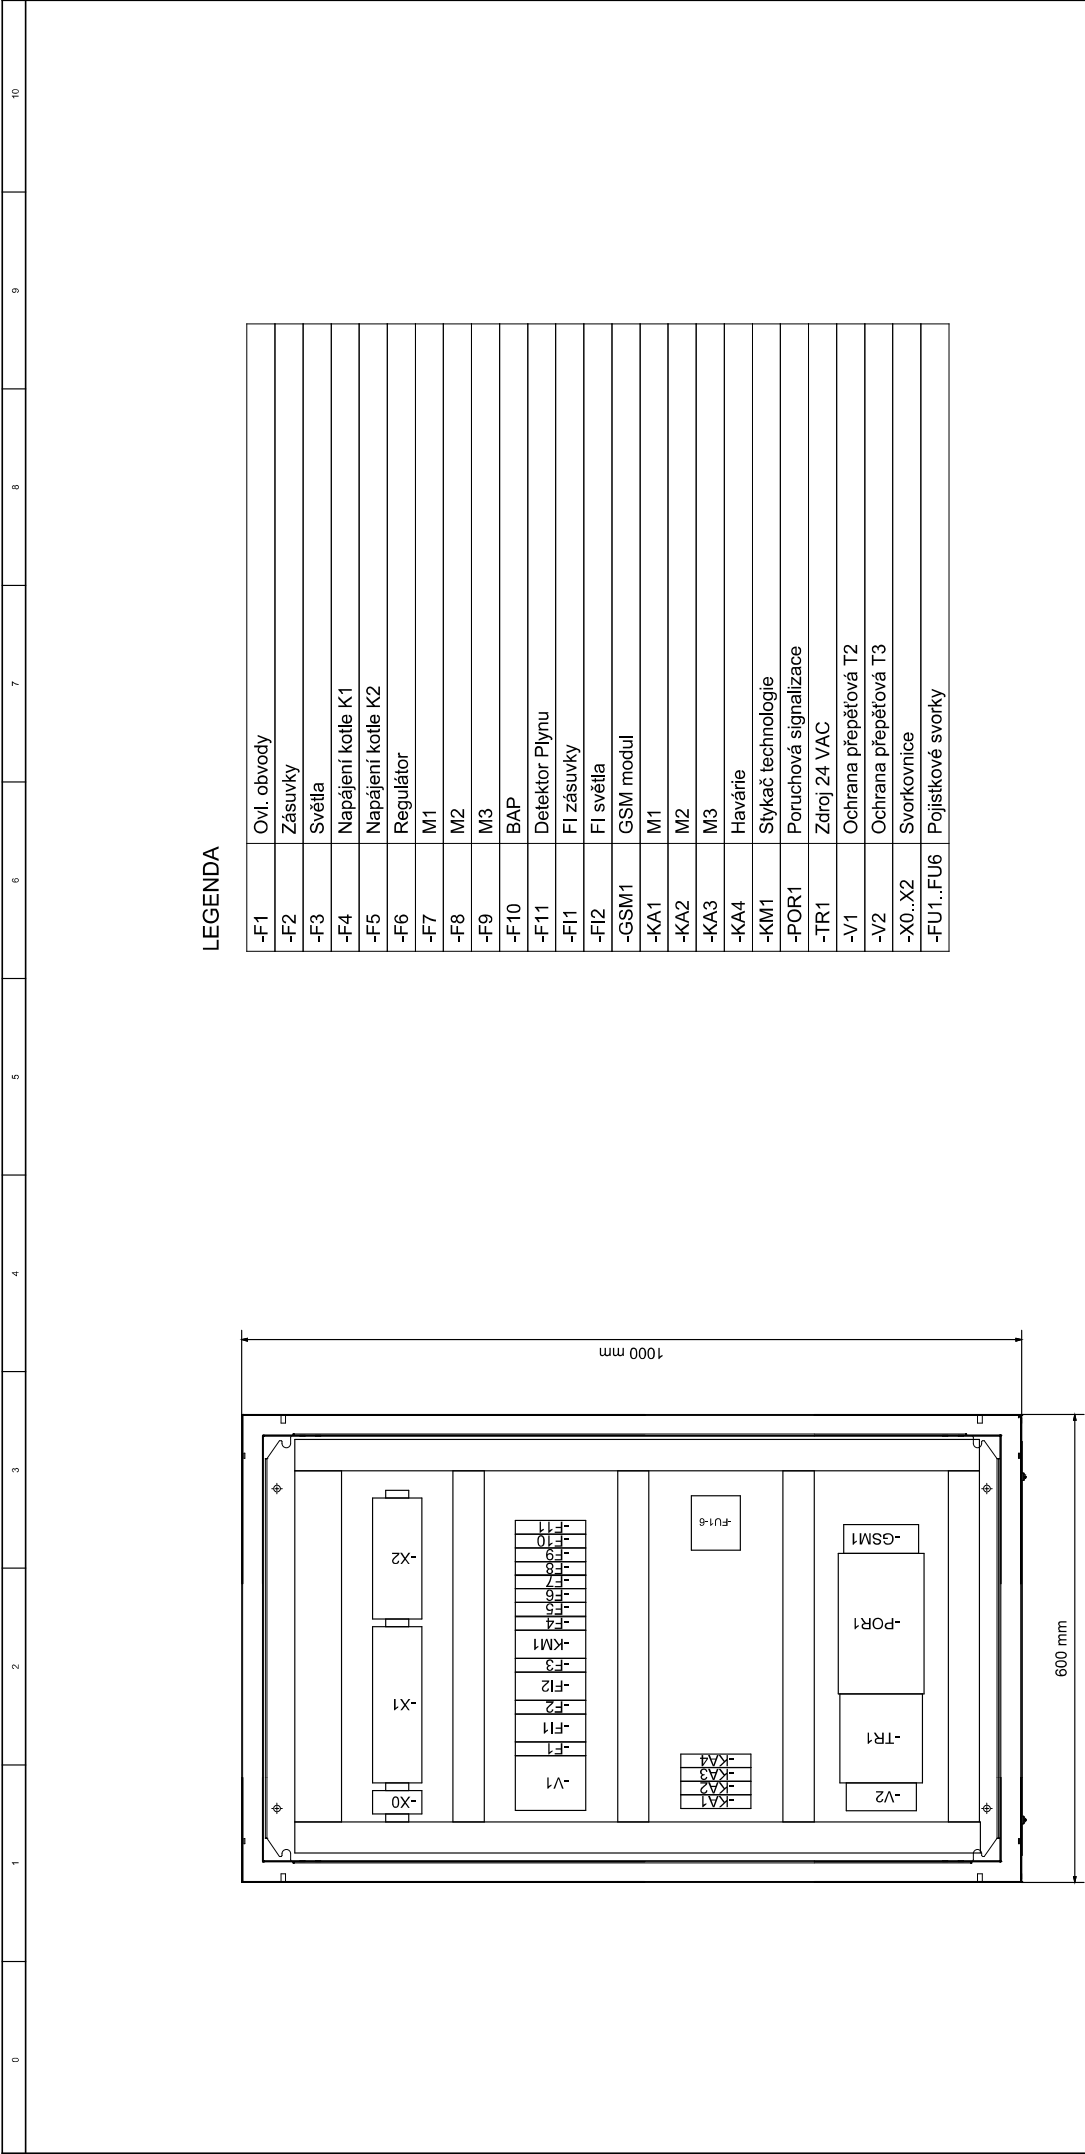 0 1 2 3 4 5 6 7 8 9 10
LEGENDA
-F1 Ovl. obvody
-F2 Zásuvky
-F3 Světla
-F4 Napájení kotle K1
-F5 Napájení kotle K2
-F6 Regulátor
-F7 M1
-F8 M2
-F9 M3
-F10 BAP
-F11 Detektor Plynu
-FI1 FI zásuvky
-FI2 FI světla
-GSM1 GSM modul
-KA1 M1
-KA2 M2
-KA3 M3
-KA4 Havárie
-KM1 Stykač technologie
-POR1 Poruchová signalizace
-TR1 Zdroj 24 VAC
-V1 Ochrana přepěťová T2
-V2 Ochrana přepěťová T3
-X0..X2 Svorkovnice
-FU1..FU6 Pojistkové svorky
1000 mm
600 mm
-X0 -X1 -X2
-V1 -F1 -FI1 -F2 -FI2 -F3 -KM1 -F4 -F5 -F6 -F7 -F8 -F9 -F10 -F11
-KA1 -KA2 -KA3 -KA4 -FU1-6
-V2 -TR1 -POR1 -GSM1